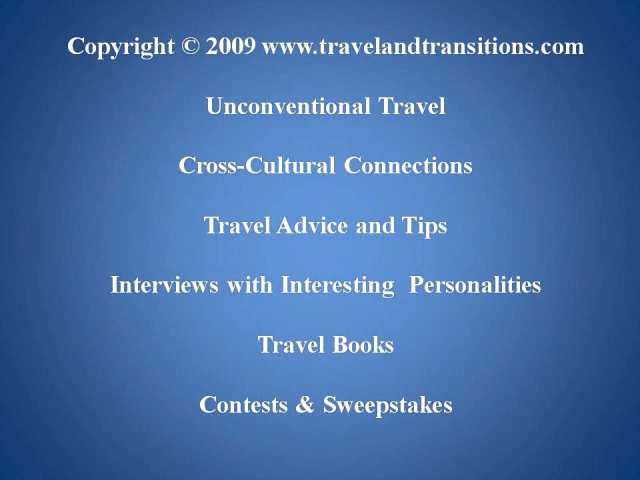 Copyright © 2009 www.travelandtransitions.com
Unconventional Travel
Cross-Cultural Connections
Travel Advice and Tips
Interviews with Interesting  Personalities
Travel Books
Contests & Sweepstakes